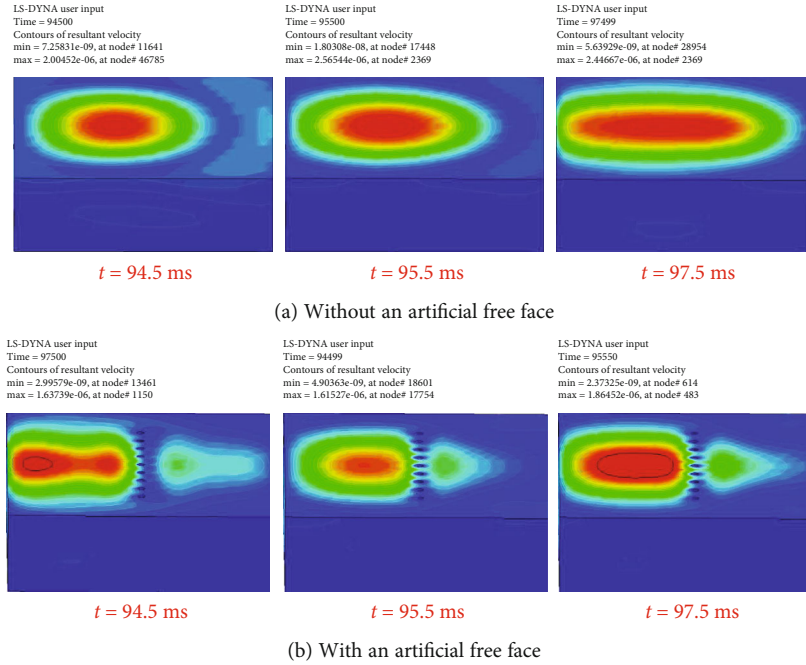 LS-DYNA user input
Time = 94500
Contours of resultant velocity
min = 7.25831e-09, at node# 11641
max = 2.00452e-06, at node# 46785
LS-DYNA user input
Time = 95500
Contours of resultant velocity
min = 1.80308e-08, at node# 17448
max = 2.56544e-06, at node# 2369
LS-DYNA user input
Time = 97499
Contours of resultant velocity
min = 5.63929e-09, at node# 28954
max = 2.44667e-06, at node# 2369
t = 94.5 ms
t = 95.5 ms
t = 97.5 ms
(a) Without an artificial free face
LS-DYNA user input
Time = 97500
Contours of resultant velocity
min = 2.99579e-09, at node# 13461
max = 1.63739e-06, at node# 1150
LS-DYNA user input
Time = 94499
Contours of resultant velocity
min = 4.90363e-09, at node# 18601
max = 1.61527e-06, at node# 17754
LS-DYNA user input
Time = 95550
Contours of resultant velocity
min = 2.37325e-09, at node# 614
max = 1.86452e-06, at node# 483
t = 94.5 ms
t = 95.5 ms
t = 97.5 ms
(b) With an artificial free face